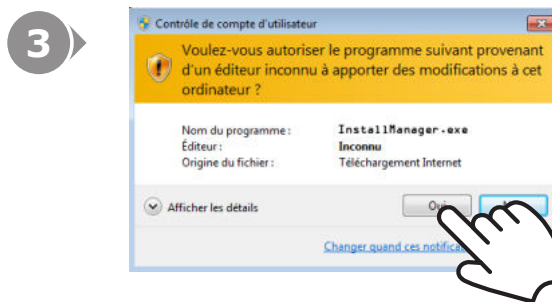 3
Contrôle de compte d'utilisateur
Voulez-vous autoriser le programme suivant provenant
d'un éditeur inconnu à apporter des modifications à cet
ordinateur ?
Nom du programme : InstallManager.exe
Éditeur : Inconnu
Origine du fichier : Téléchargement Internet
Afficher les détails
Oui
Changer quand ces